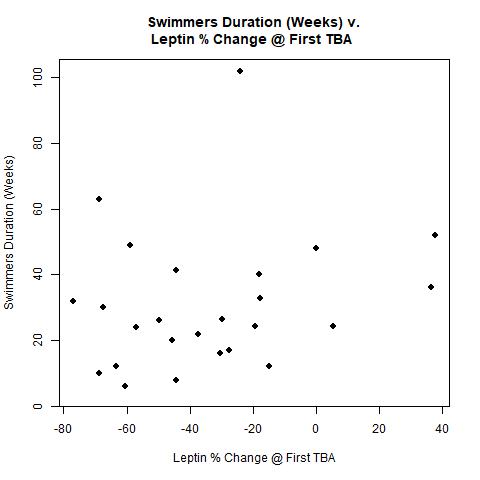 Swimmers Duration (Weeks) v.
Leptin % Change @ First TBA
Swimmers Duration (Weeks)
100
80
60
40
20
0
-80 -60 -40 -20 0 20 40
Leptin % Change @ First TBA